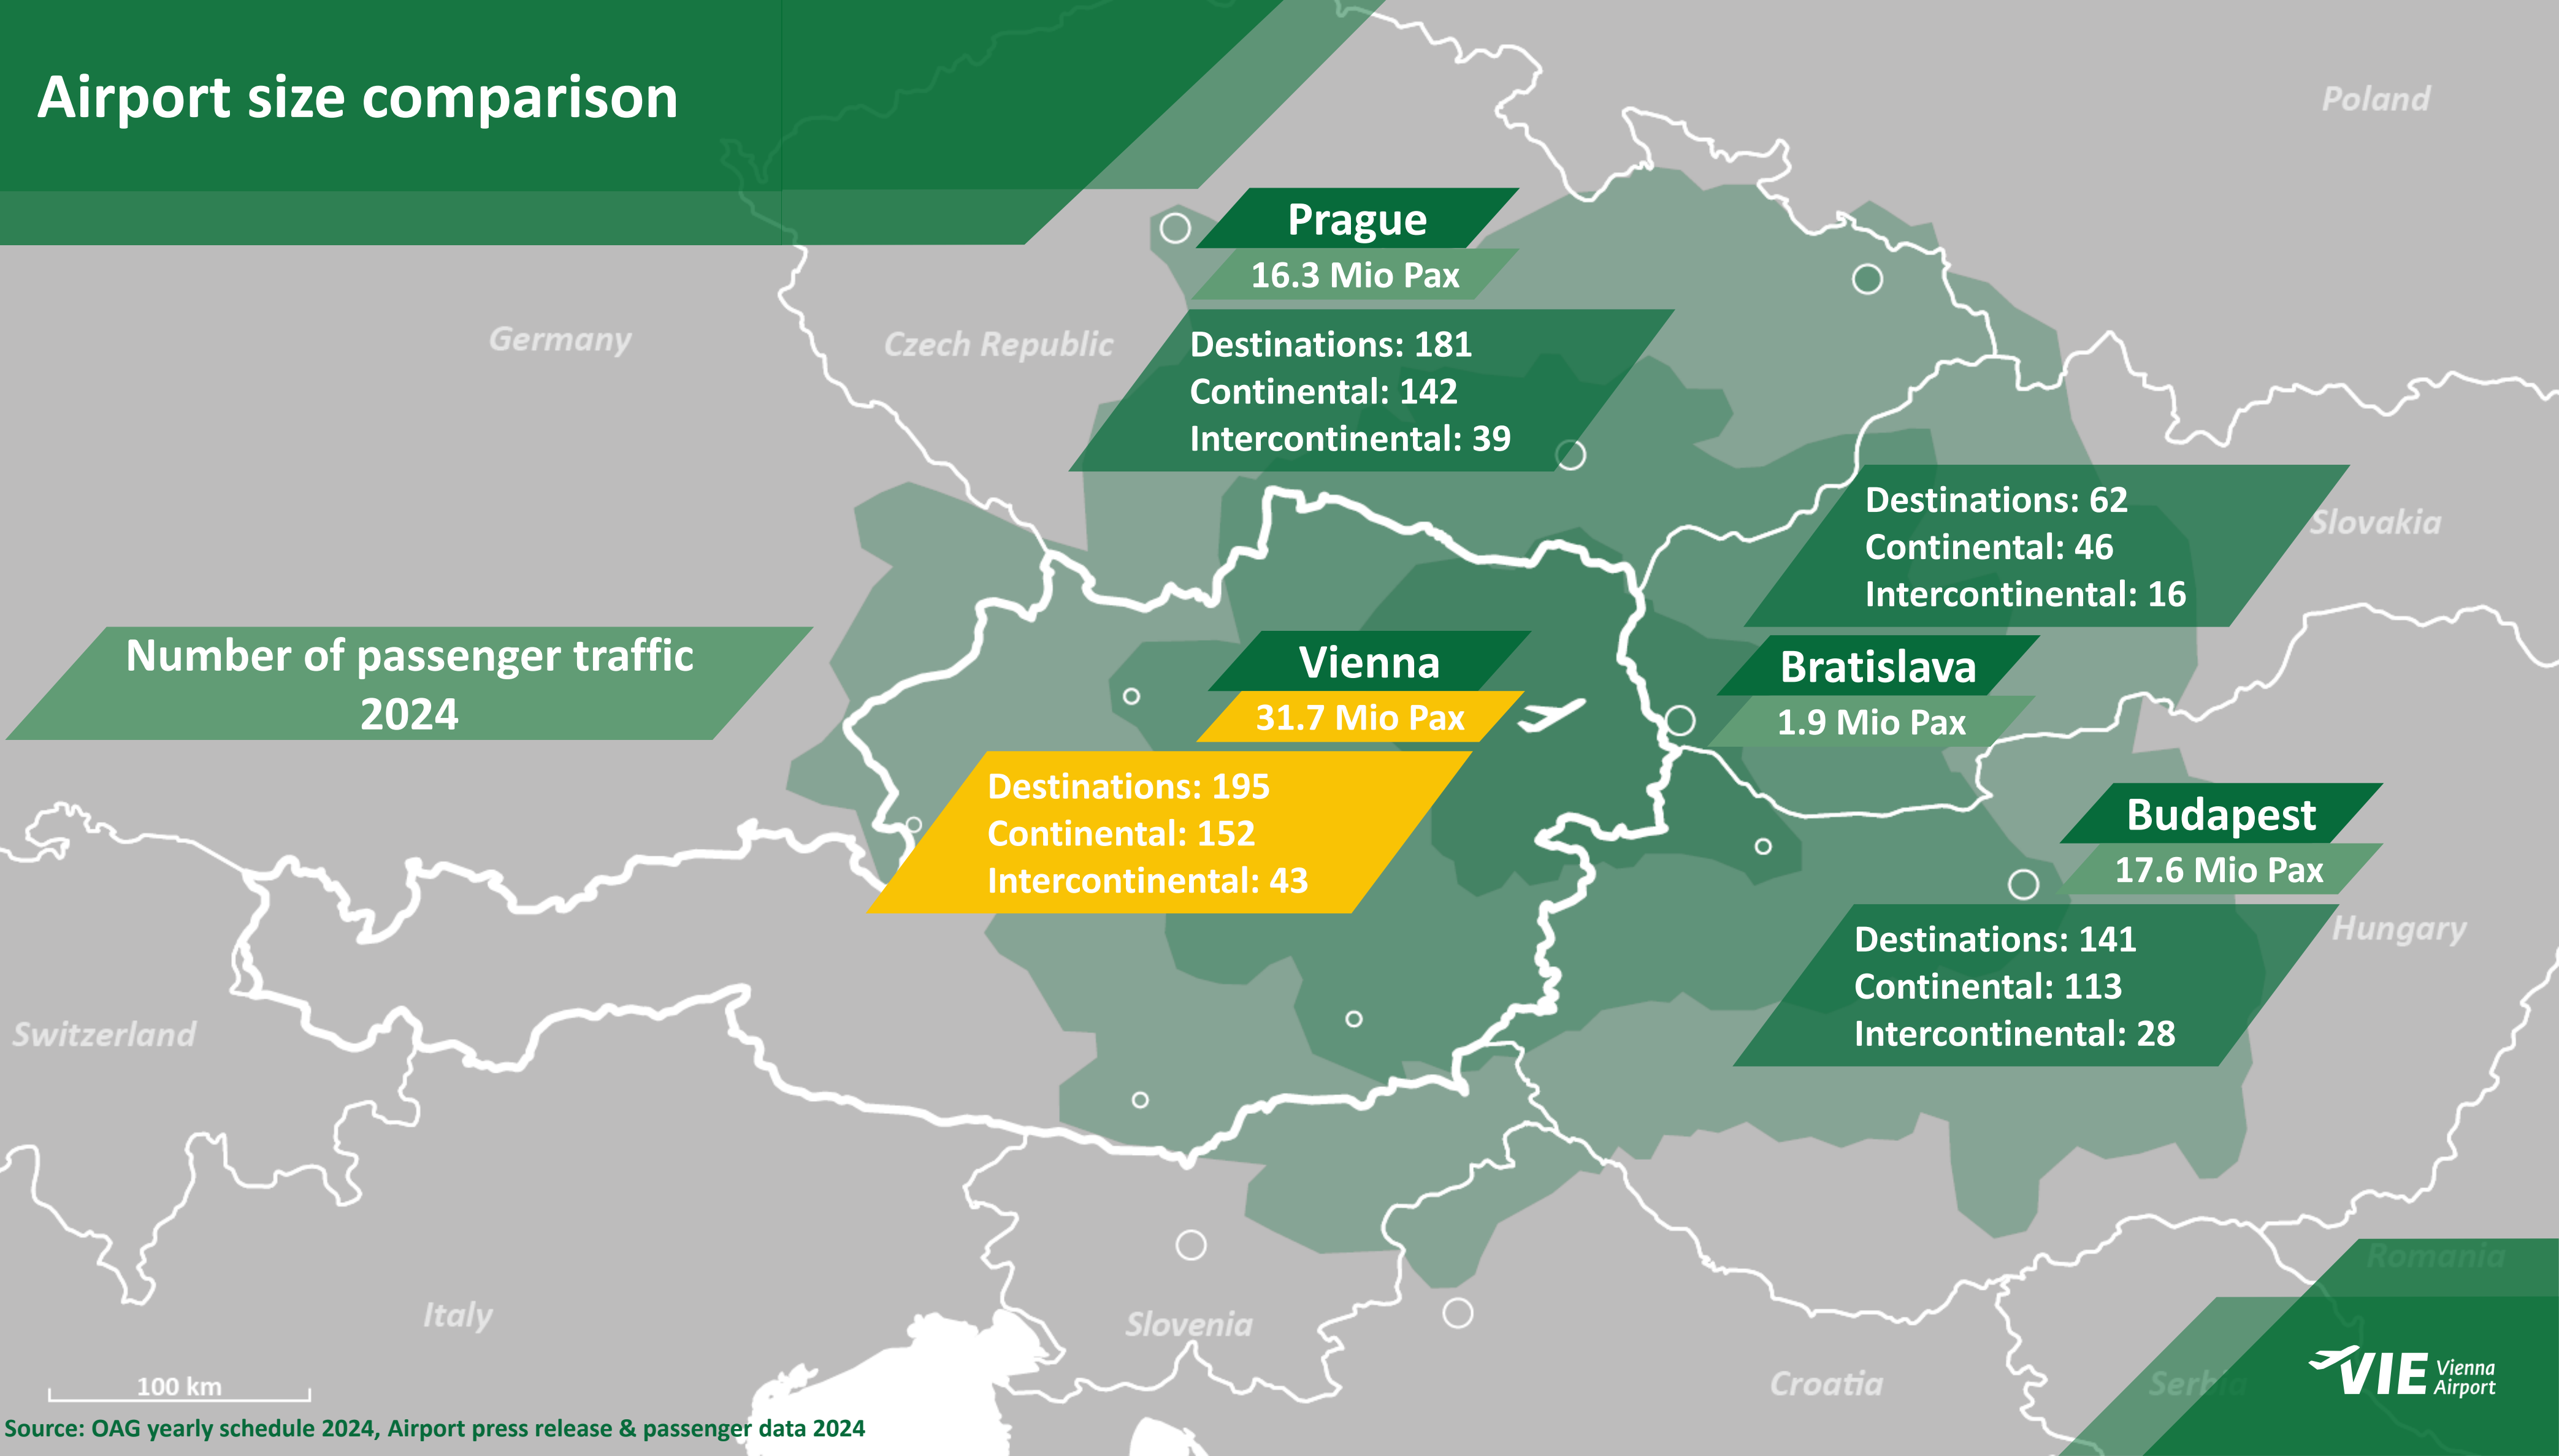 Airport size comparison
Poland
Prague
16.3 Mio Pax
Germany
Czech Republic
Destinations: 181
Continental: 142
Intercontinental: 39
Destinations: 62
Continental: 46
Intercontinental: 16
Slovakia
Number of passenger traffic
2024
Vienna
31.7 Mio Pax
Bratislava
1.9 Mio Pax
Destinations: 195
Continental: 152
Intercontinental: 43
Budapest
17.6 Mio Pax
Hungary
Destinations: 141
Continental: 113
Intercontinental: 28
Switzerland
Romania
Italy
Slovenia
Croatia
Serbia
VIE Vienna
Airport
100 km
Source: OAG yearly schedule 2024, Airport press release & passenger data 2024